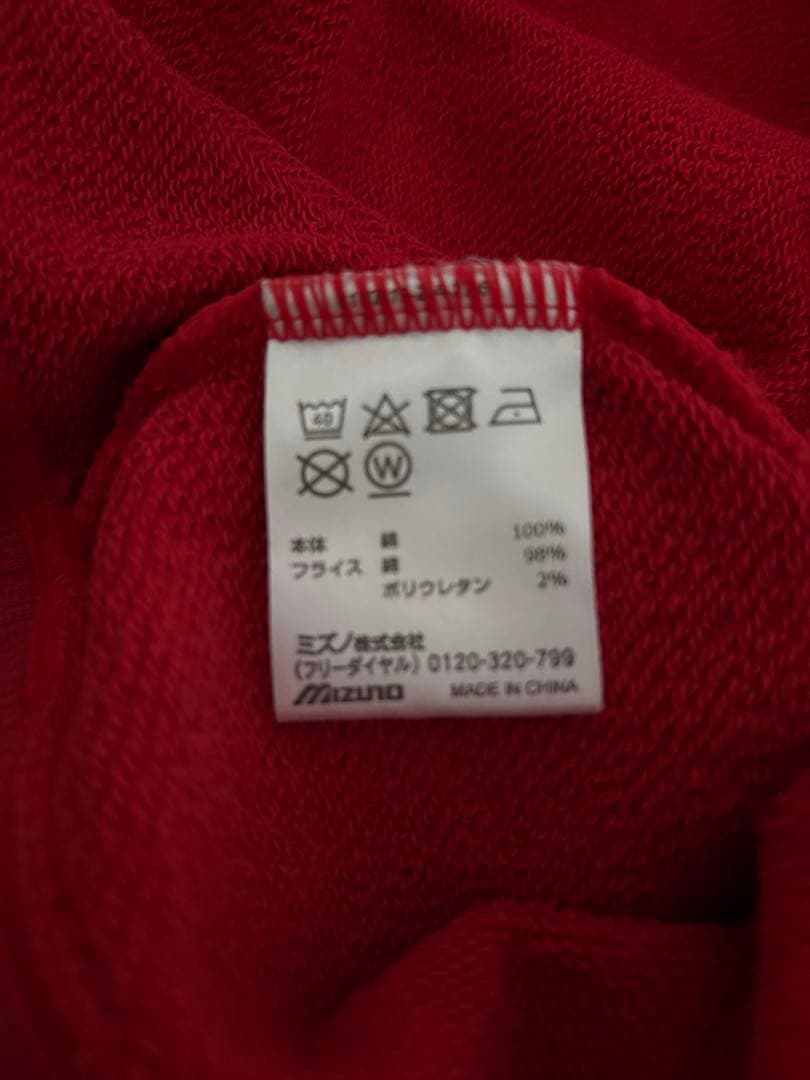 40
W
本体 綿 100%
フライス 綿 98%
ポリウレタン 2%
ミズノ株式会社
(フリーダイヤル) 0120-320-799
MIZUNO MADE IN CHINA